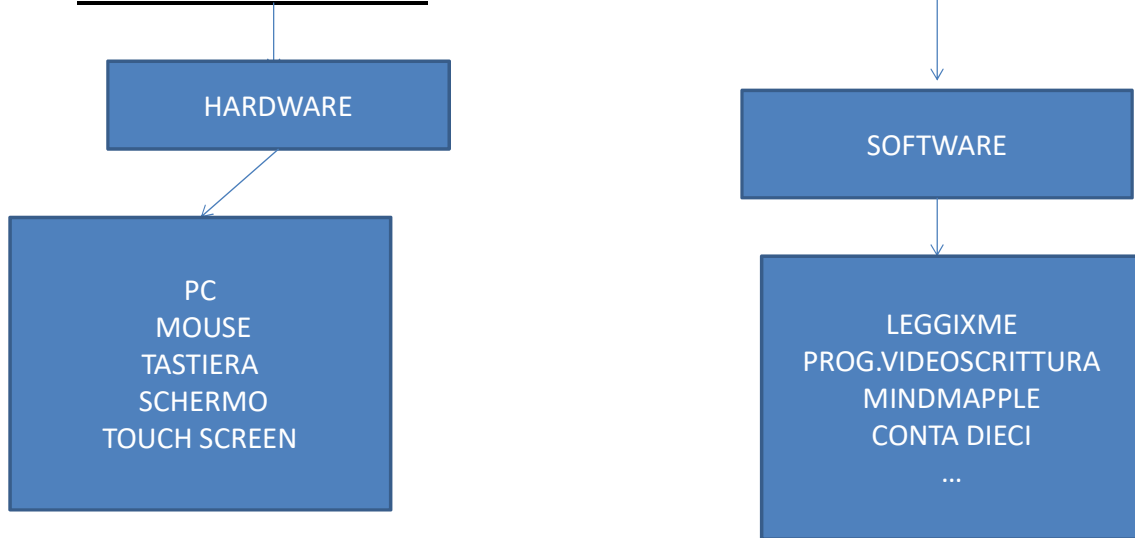 HARDWARE
PC
MOUSE
TASTIERA
SCHERMO
TOUCH SCREEN
SOFTWARE
LEGGIXME
PROG.VIDEOSCRITTURA
MINDMAPPLE
CONTA DIECI
...